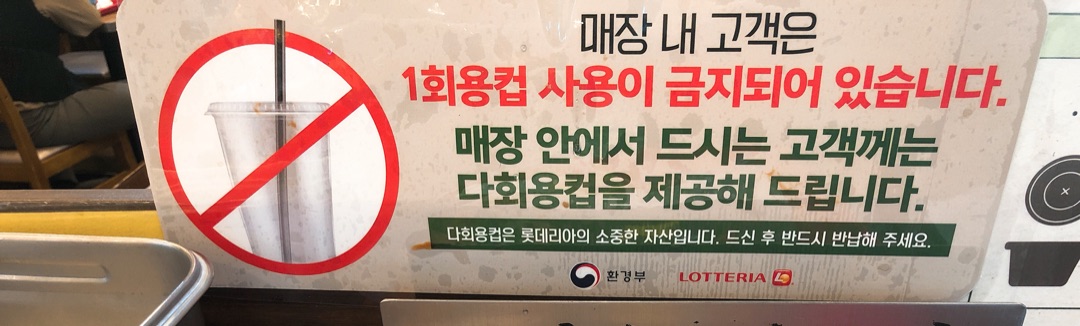 매장 내 고객은
1회용컵 사용이 금지되어 있습니다.
매장 안에서 드시는 고객께는
다회용컵을 제공해 드립니다.
다회용컵은 롯데리아의 소중한 자산입니다. 드신 후 반드시 반납해 주세요.
환경부 LOTTERIA